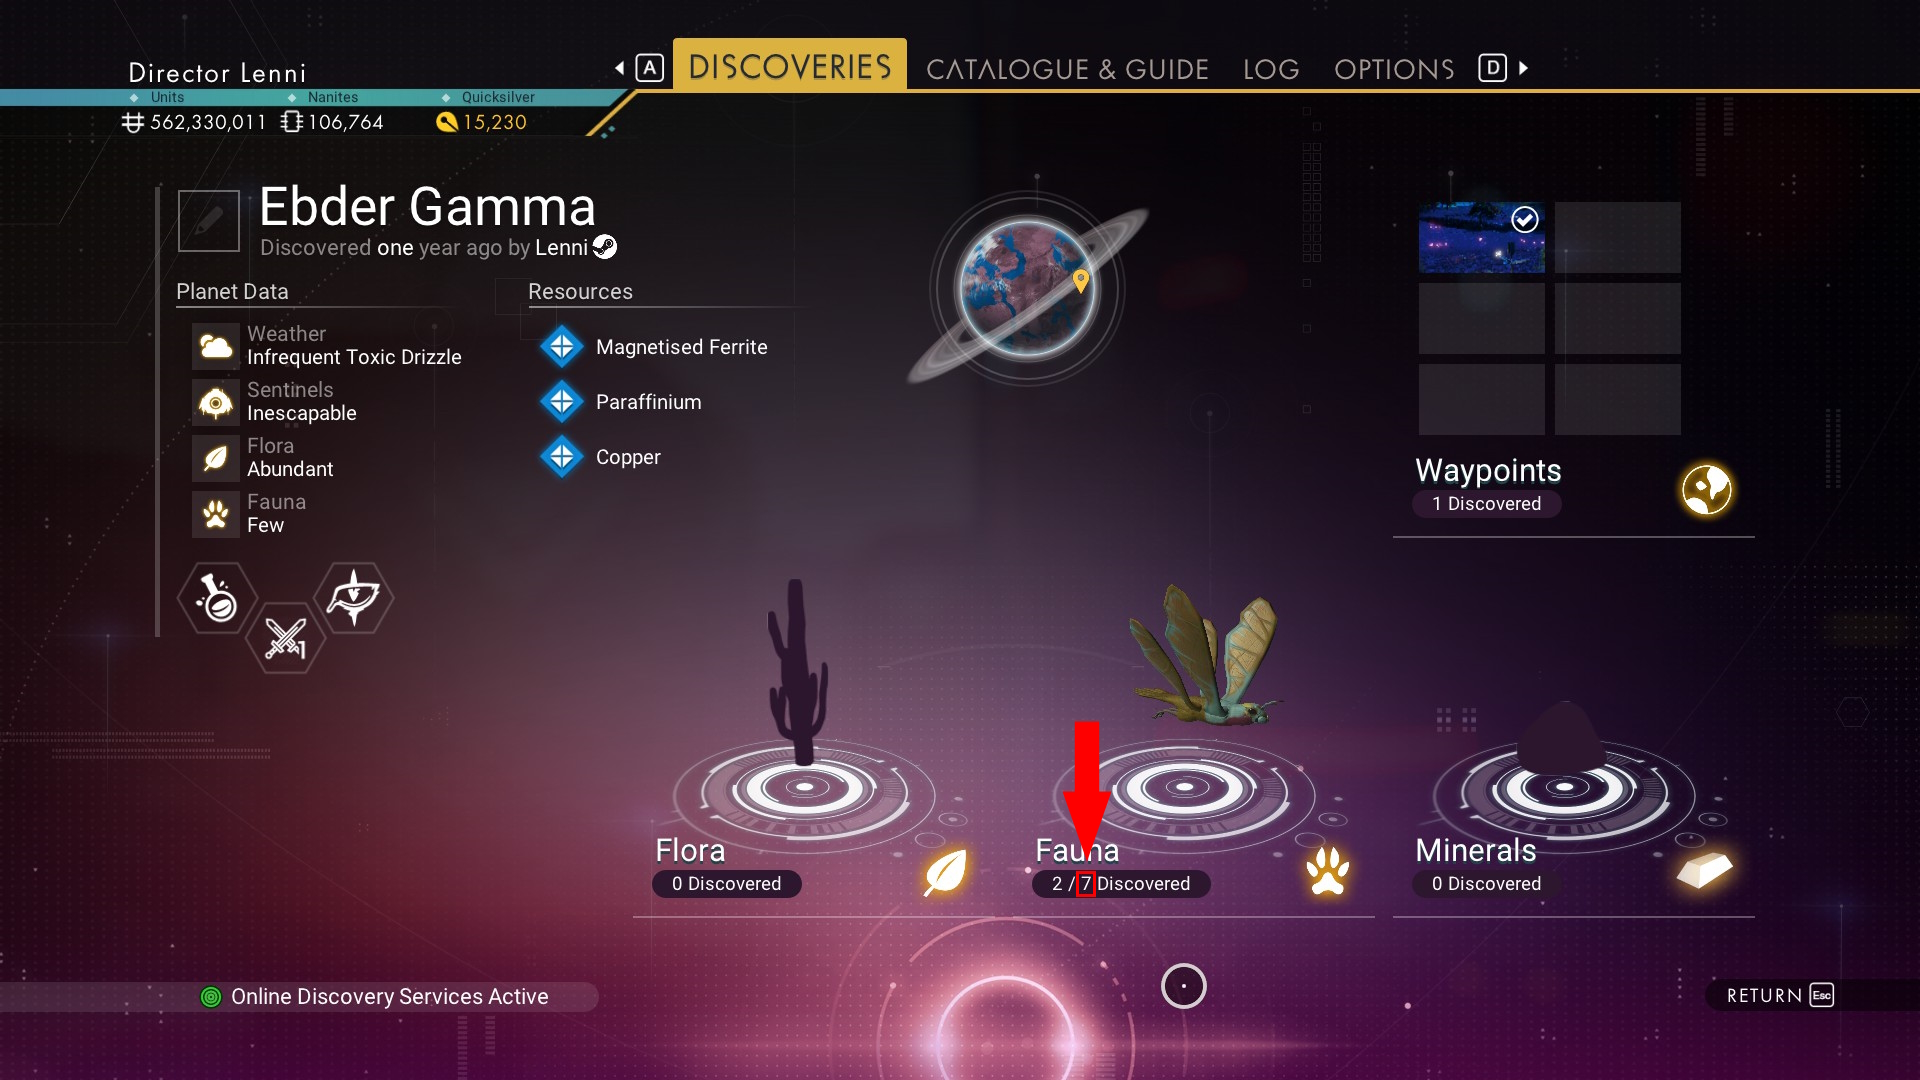 Director Lenni
Units Nanites Quicksilver
562,330,011 106,764 15,230
A DISCOVERIES CATALOGUE & GUIDE LOG OPTIONS D
Ebder Gamma
Discovered one year ago by Lenni
Planet Data
Weather
Infrequent Toxic Drizzle
Sentinels
Inescapable
Flora
Abundant
Fauna
Few
1
Resources
Magnetised Ferrite
Paraffinium
Copper
Waypoints
1 Discovered
Flora
0 Discovered
Fauna
2 / 7 Discovered
Minerals
0 Discovered
Online Discovery Services Active
RETURN Esc